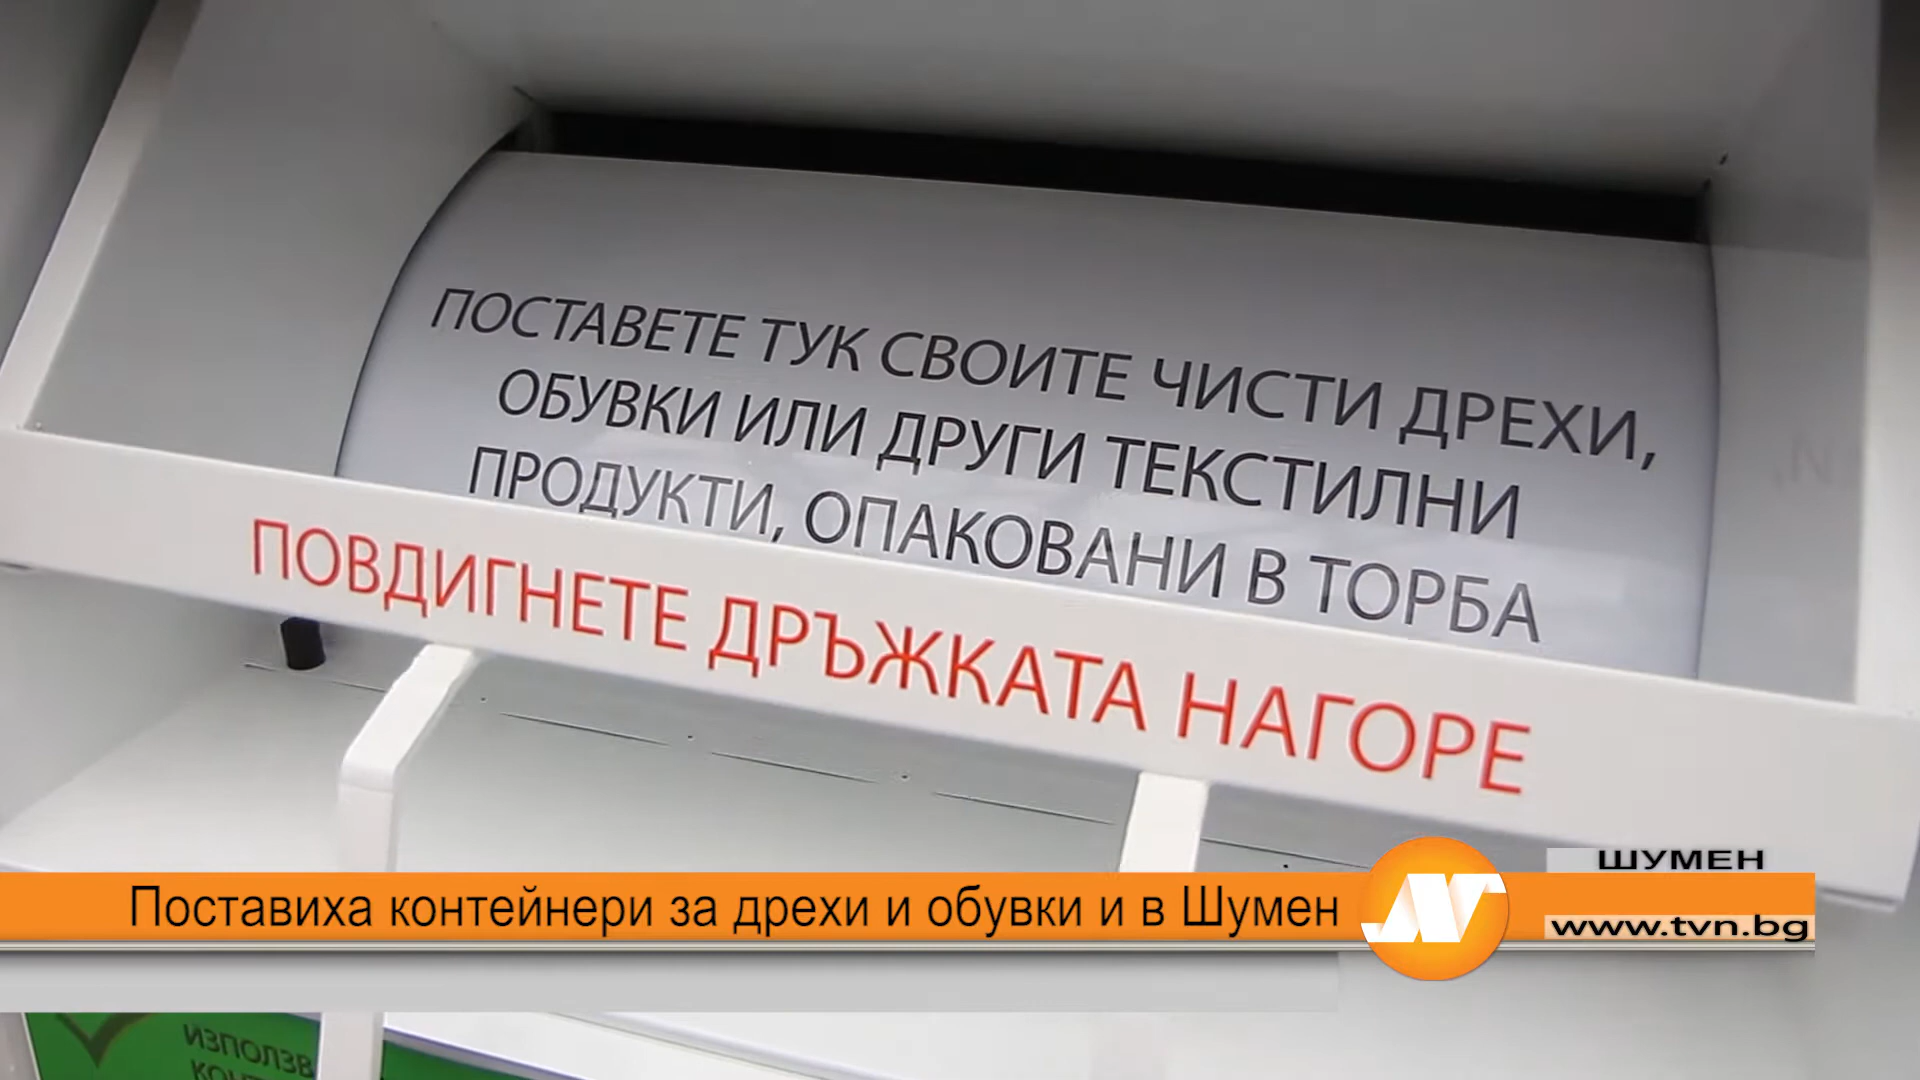 ПОСТАВЕТЕ ТУК СВОИТЕ ЧИСТИ ДРЕХИ,
ОБУВКИ ИЛИ ДРУГИ ТЕКСТИЛНИ
ПРОДУКТИ, ОПАКОВАНИ В ТОРБА
ПОВДИГНЕТЕ ДРЪЖКАТА НАГОРЕ
ШУМЕН
Поставиха контейнери за дрехи и обувки и в Шумен
www.tvn.bg